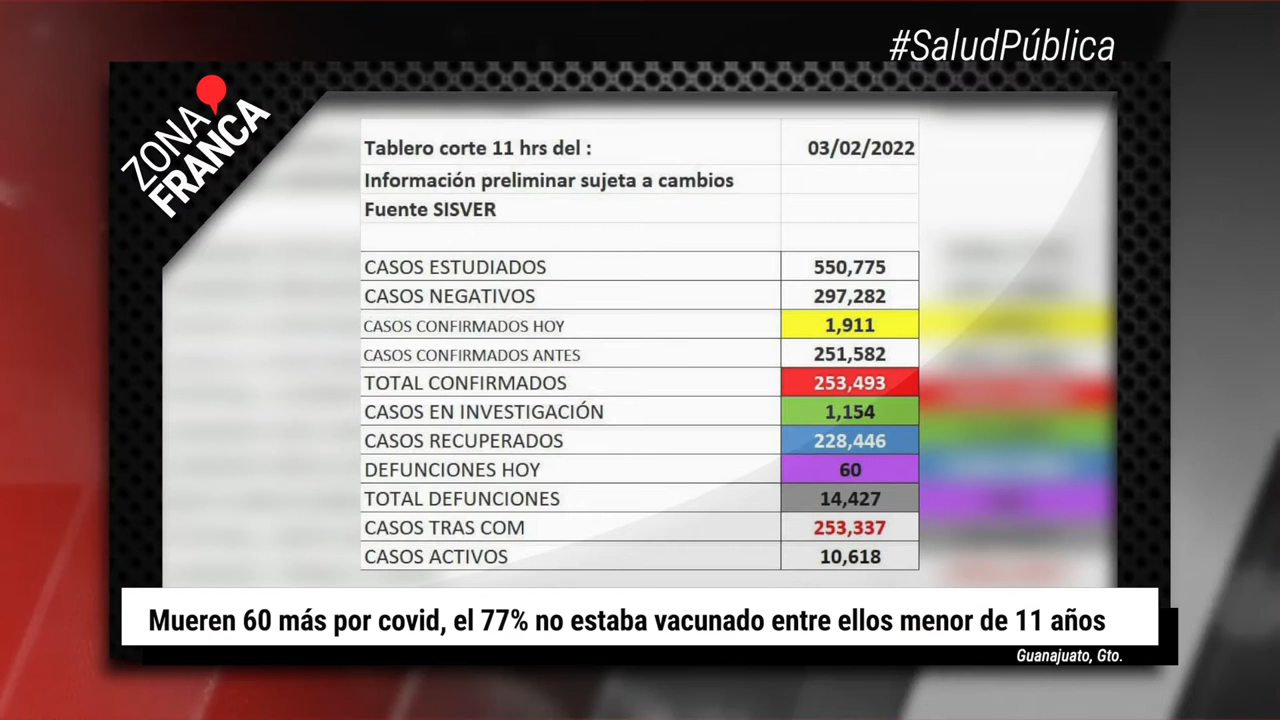 #SaludPública
ZONA
FRANCA
Tablero corte 11 hrs del : 03/02/2022
Información preliminar sujeta a cambios
Fuente SISVER
CASOS ESTUDIADOS 550,775
CASOS NEGATIVOS 297,282
CASOS CONFIRMADOS HOY 1,911
CASOS CONFIRMADOS ANTES 251,582
TOTAL CONFIRMADOS 253,493
CASOS EN INVESTIGACIÓN 1,154
CASOS RECUPERADOS 228,446
DEFUNCIONES HOY 60
TOTAL DEFUNCIONES 14,427
CASOS TRAS COM 253,337
CASOS ACTIVOS 10,618
Mueren 60 más por covid, el 77% no estaba vacunado entre ellos menor de 11 años
Guanajuato, Gto.